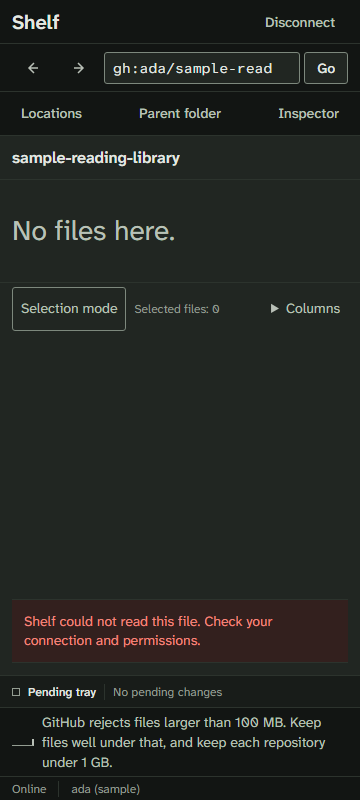 Shelf
Disconnect
gh:ada/sample-read
Go
Locations
Parent folder
Inspector
sample-reading-library
No files here.
Selection mode
Selected files: 0
Columns
Shelf could not read this file. Check your
connection and permissions.
Pending tray
No pending changes
GitHub rejects files larger than 100 MB. Keep
files well under that, and keep each repository
under 1 GB.
Online
ada (sample)